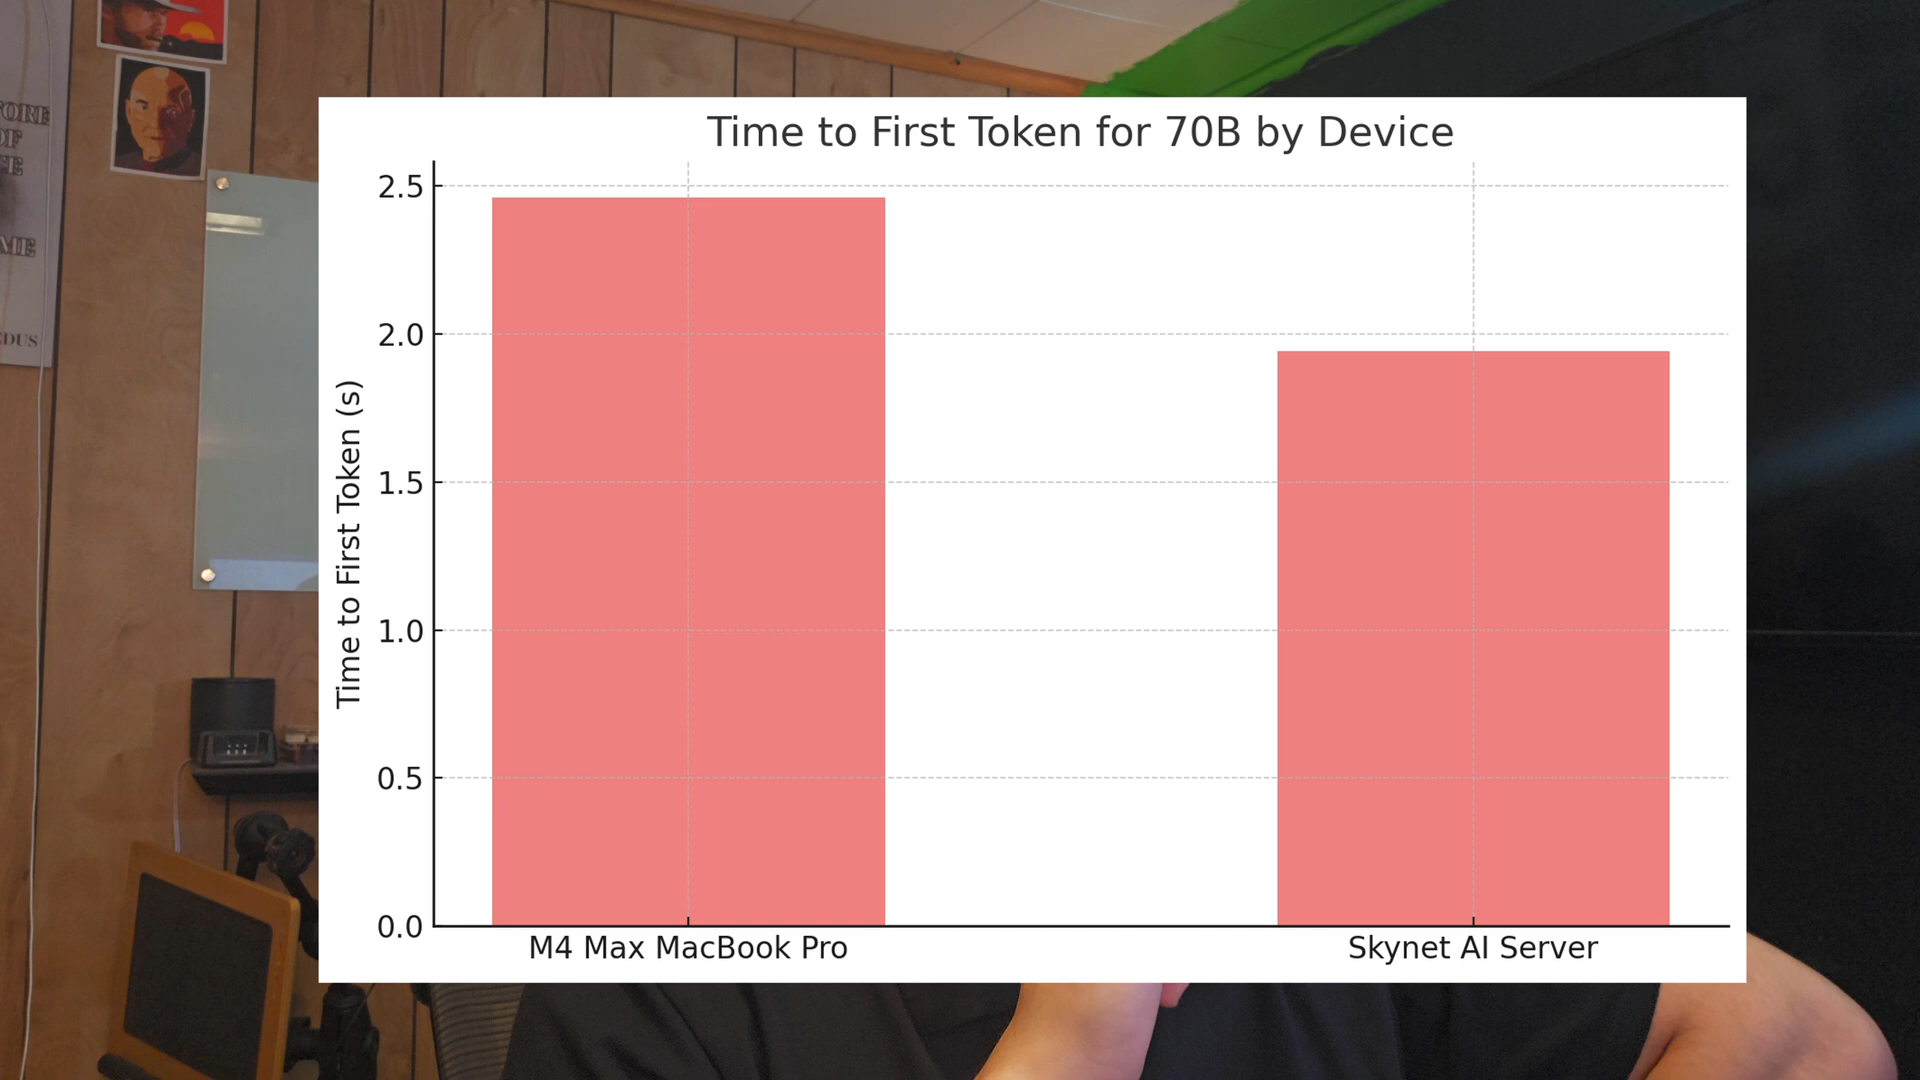 OF
Time to First Token for 70B by Device
2.5
2.0
1.5
1.0
0.5
0.0
Time to First Token (s)
M4 Max MacBook Pro
Skynet AI Server